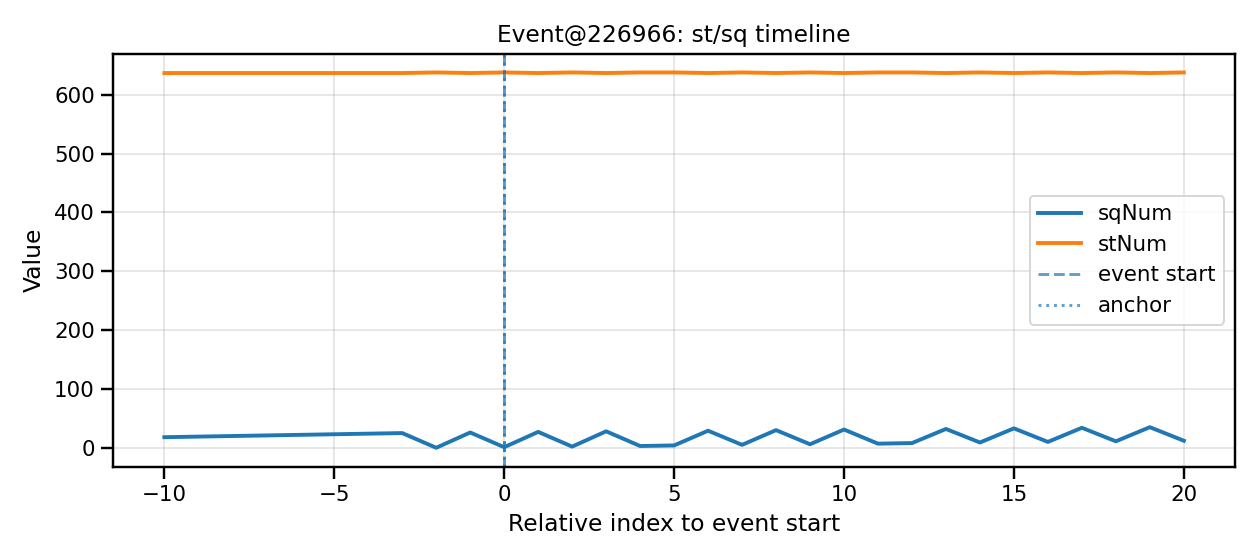 Event@226966: st/sq timeline
Value
600
500
400
300
200
100
0
sqNum
stNum
event start
anchor
−10 −5 0 5 10 15 20
Relative index to event start